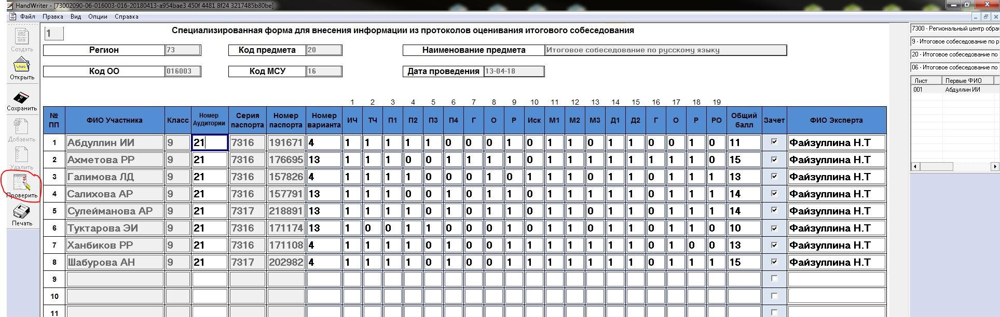 HandWriter - [73002090-06-016003-016-20180413-a954bae3 450f 4481 8f24 3217485b80be]
Файл Правка Вид Опции Справка
Создать
Открыть
Сохранить
Добавить
Удалить
Проверить
Печать
1
Специализированная форма для внесения информации из протоколов оценивания итогового собеседования
Регион 73 Код предмета 20 Наименование предмета Итоговое собеседование по русскому языку
Код ОО 016003 Код МСУ 16 Дата проведения 13-04-18
1 2 3 4 5 6 7 8 9 10 11 12 13 14 15 16 17 18 19
№ ПП ФИО Участника Класс Номер Аудитории Серия паспорта Номер паспорта Номер варианта ИЧ ТЧ П1 П2 П3 П4 Г О Р Иск М1 М2 М3 Д1 Д2 Г О Р РО Общий балл Зачет ФИО Эксперта
1 Абдуллин ИИ 9 21 7316 191671 4 1 1 1 1 1 0 0 0 1 0 1 1 0 1 1 0 0 1 0 11 Файзуллина Н.Т
2 Ахметова РР 9 21 7316 176695 13 1 1 1 0 0 1 1 1 1 0 1 1 1 1 1 1 1 1 0 15 Файзуллина Н.Т
3 Галимова ЛД 9 21 7316 157826 4 1 1 1 1 0 0 0 1 0 1 1 1 0 1 1 0 1 1 1 13 Файзуллина Н.Т
4 Салихова АР 9 21 7316 157791 13 1 1 1 0 0 1 0 1 1 0 1 1 1 1 1 0 1 1 1 14 Файзуллина Н.Т
5 Сулейманова АР 9 21 7317 218891 13 1 1 1 1 0 1 0 1 1 0 1 1 0 1 1 0 1 1 1 14 Файзуллина Н.Т
6 Туктарова ЭИ 9 21 7316 171174 13 1 0 0 1 1 0 0 0 1 0 1 1 0 1 1 0 1 1 0 10 Файзуллина Н.Т
7 Ханбиков РР 9 21 7316 171108 4 1 1 1 1 0 1 0 0 1 1 1 1 1 1 1 0 1 0 0 13 Файзуллина Н.Т
8 Шабурова АН 9 21 7317 202982 4 1 1 1 1 0 1 0 0 1 1 1 1 1 1 1 0 1 1 1 15 Файзуллина Н.Т
9
10
11
7300 - Региональный центр обра
9 - Итоговое собеседование по р
20 - Итоговое собеседование по
06 - Итоговое собеседование по
Лист Первые ФИО
001 Абдуллин ИИ